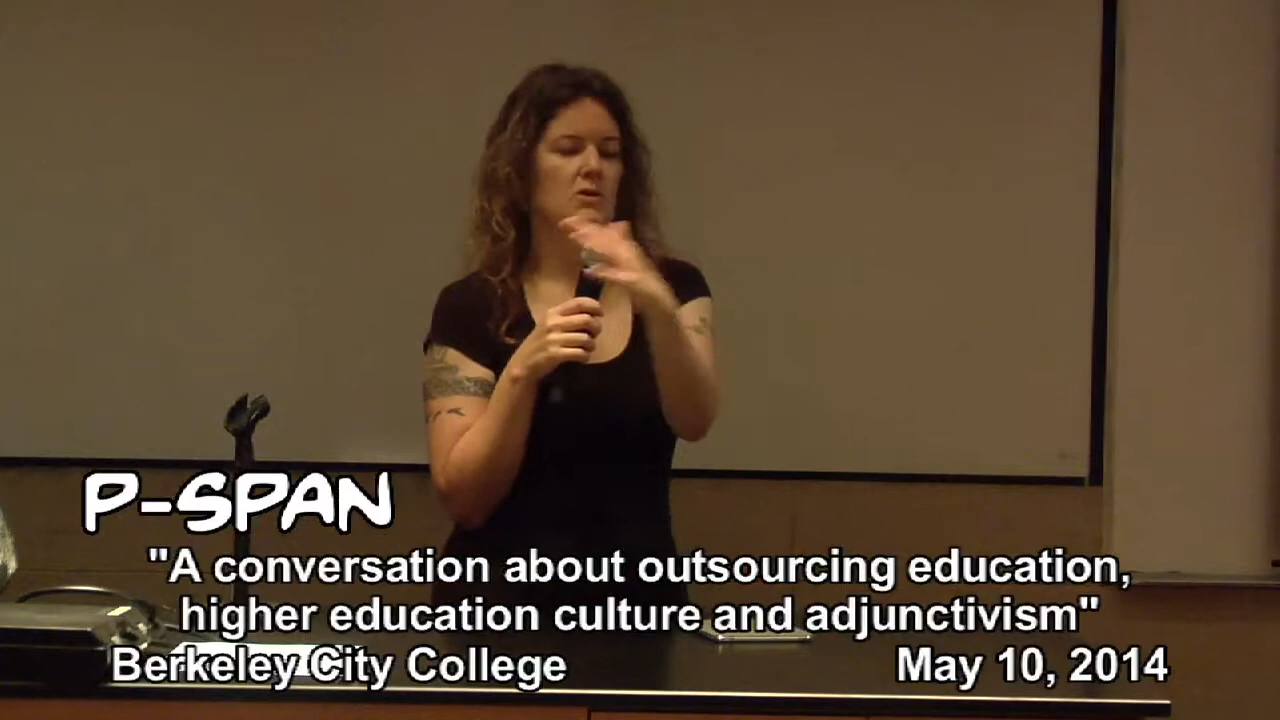 P-SPAN
"A conversation about outsourcing education,
higher education culture and adjunctivism"
Berkeley City College May 10, 2014